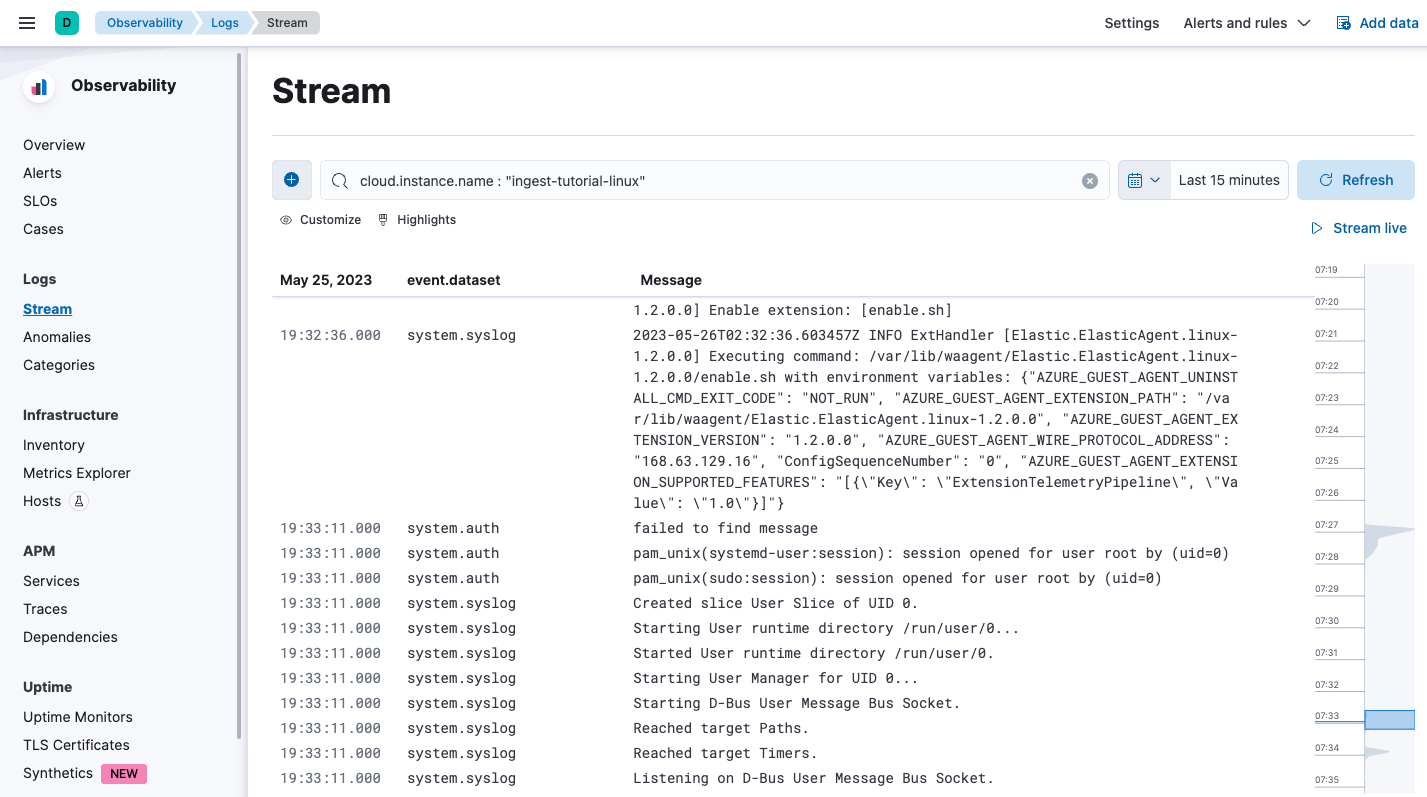 D Observability Logs Stream Settings Alerts and rules Add data
Observability
Overview
Alerts
SLOs
Cases
Logs
Stream
Anomalies
Categories
Infrastructure
Inventory
Metrics Explorer
Hosts
APM
Services
Traces
Dependencies
Uptime
Uptime Monitors
TLS Certificates
Synthetics NEW
Stream
cloud.instance.name : "ingest-tutorial-linux" Last 15 minutes Refresh
Customize Highlights
Stream live
May 25, 2023 event.dataset Message
1.2.0.0] Enable extension: [enable.sh]
19:32:36.000 system.syslog 2023-05-26T02:32:36.603457Z INFO ExtHandler [Elastic.ElasticAgent.linux-
1.2.0.0] Executing command: /var/lib/waagent/Elastic.ElasticAgent.linux-
1.2.0.0/enable.sh with environment variables: {"AZURE_GUEST_AGENT_UNINST
ALL_CMD_EXIT_CODE": "NOT_RUN", "AZURE_GUEST_AGENT_EXTENSION_PATH": "/va
r/lib/waagent/Elastic.ElasticAgent.linux-1.2.0.0", "AZURE_GUEST_AGENT_EX
TENSION_VERSION": "1.2.0.0", "AZURE_GUEST_AGENT_WIRE_PROTOCOL_ADDRESS":
"168.63.129.16", "ConfigSequenceNumber": "0", "AZURE_GUEST_AGENT_EXTENSI
ON_SUPPORTED_FEATURES": "[{\"Key\": \"ExtensionTelemetryPipeline\", \"Va
lue\": \"1.0\"}]"}
19:33:11.000 system.auth failed to find message
19:33:11.000 system.auth pam_unix(systemd-user:session): session opened for user root by (uid=0)
19:33:11.000 system.auth pam_unix(sudo:session): session opened for user root by (uid=0)
19:33:11.000 system.syslog Created slice User Slice of UID 0.
19:33:11.000 system.syslog Starting User runtime directory /run/user/0...
19:33:11.000 system.syslog Started User runtime directory /run/user/0.
19:33:11.000 system.syslog Starting User Manager for UID 0...
19:33:11.000 system.syslog Starting D-Bus User Message Bus Socket.
19:33:11.000 system.syslog Reached target Paths.
19:33:11.000 system.syslog Reached target Timers.
19:33:11.000 system.syslog Listening on D-Bus User Message Bus Socket.
07:19
07:20
07:21
07:22
07:23
07:24
07:25
07:26
07:27
07:28
07:29
07:30
07:31
07:32
07:33
07:34
07:35